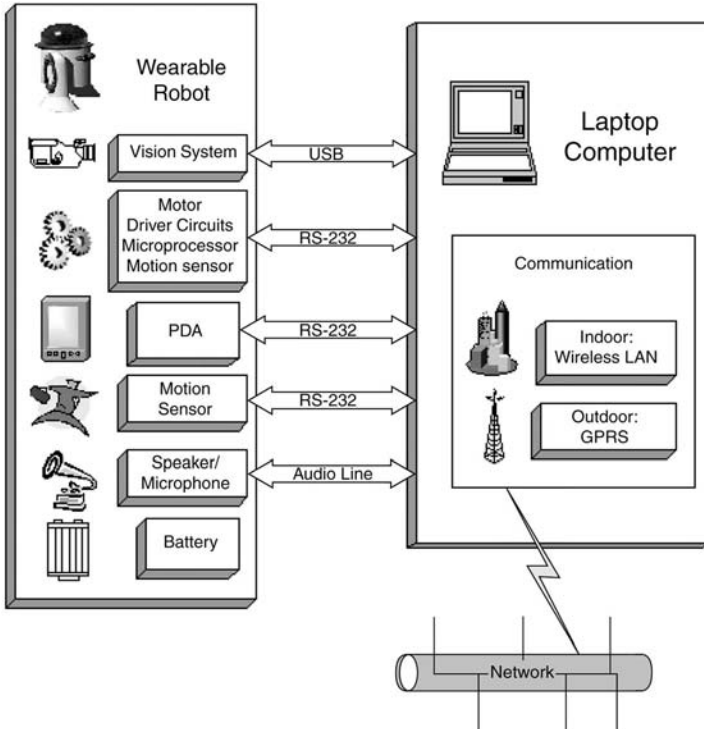 Wearable
Robot
Vision System
USB
Motor
Driver Circuits
Microprocessor
Motion sensor
RS-232
PDA
RS-232
Motion
Sensor
RS-232
Speaker/
Microphone
Audio Line
Battery
Laptop
Computer
Communication
Indoor:
Wireless LAN
Outdoor:
GPRS
Network